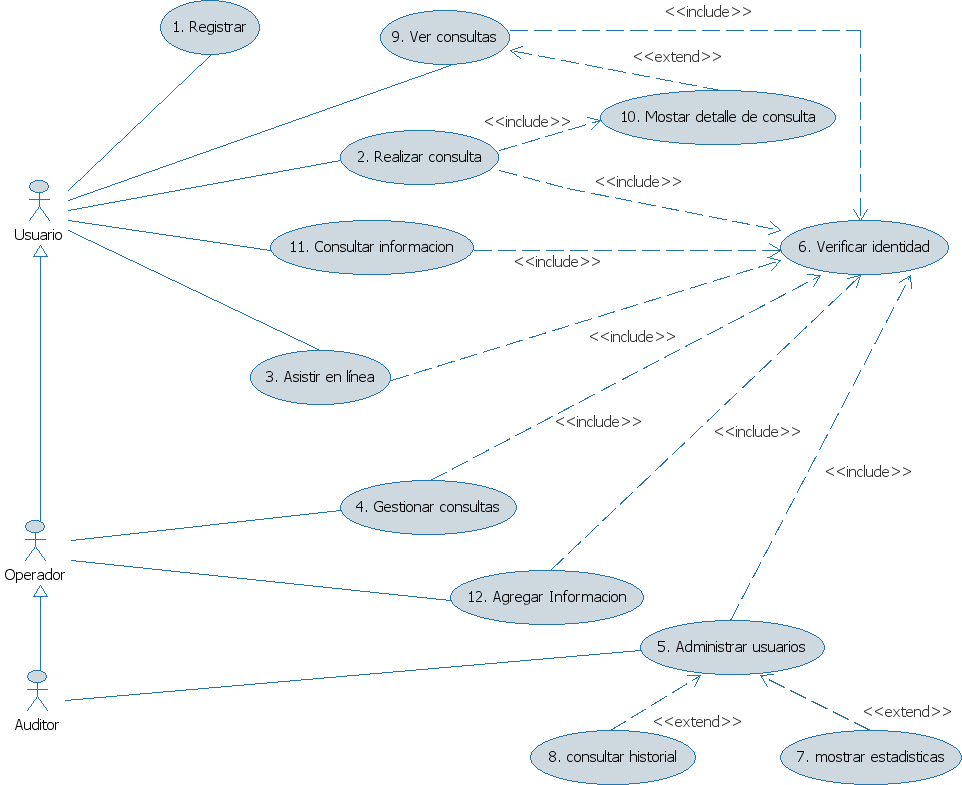 <<include>>
1. Registrar
9. Ver consultas
<<extend>>
10. Mostar detalle de consulta
<<include>>
2. Realizar consulta
<<include>>
Usuario
11. Consultar informacion
6. Verificar identidad
<<include>>
<<include>>
3. Asistir en línea
<<include>>
<<include>>
<<include>>
4. Gestionar consultas
Operador
12. Agregar Informacion
5. Administrar usuarios
<<extend>>
<<extend>>
Auditor
8. consultar historial
7. mostrar estadisticas